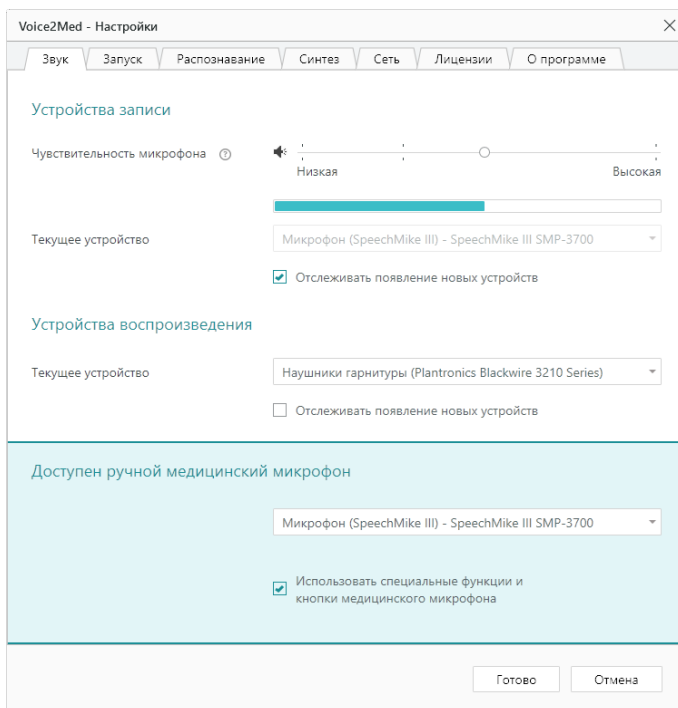 Voice2Med - Настройки
Звук Запуск Распознавание Синтез Сеть Лицензии О программе
Устройства записи
Чувствительность микрофона ?
Низкая Высокая
Текущее устройство Микрофон (SpeechMike III) - SpeechMike III SMP-3700
Отслеживать появление новых устройств
Устройства воспроизведения
Текущее устройство Наушники гарнитуры (Plantronics Blackwire 3210 Series)
Отслеживать появление новых устройств
Доступен ручной медицинский микрофон
Микрофон (SpeechMike III) - SpeechMike III SMP-3700
Использовать специальные функции и
кнопки медицинского микрофона
Готово Отмена